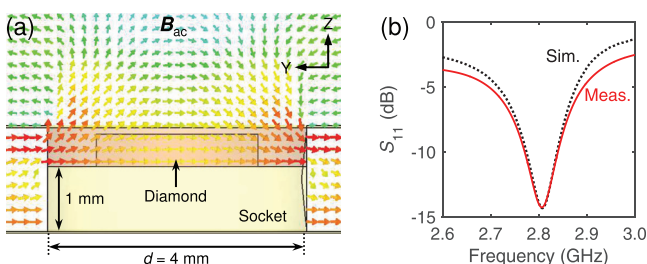 (a)
B_ac
Z
Y
1 mm
Diamond
Socket
d = 4 mm
(b)
0
-5
-10
-15
S_11 (dB)
Sim.
Meas.
2.6 2.7 2.8 2.9 3.0
Frequency (GHz)